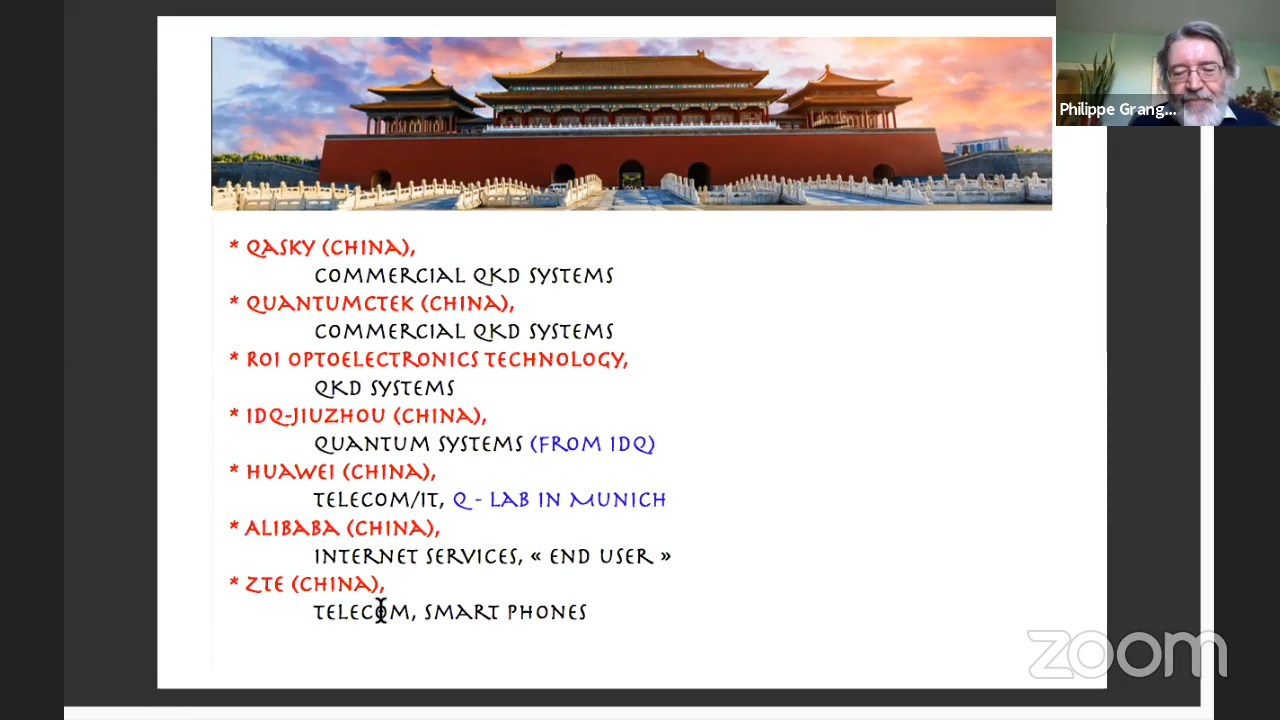 Philippe Grang...
* QASKY (CHINA),
COMMERCIAL QKD SYSTEMS
* QUANTUMCTEK (CHINA),
COMMERCIAL QKD SYSTEMS
* ROI OPTOELECTRONICS TECHNOLOGY,
QKD SYSTEMS
* IDQ-JIUZHOU (CHINA),
QUANTUM SYSTEMS (FROM IDQ)
* HUAWEI (CHINA),
TELECOM/IT, Q - LAB IN MUNICH
* ALIBABA (CHINA),
INTERNET SERVICES, « END USER »
* ZTE (CHINA),
TELECOM, SMART PHONES
zoom